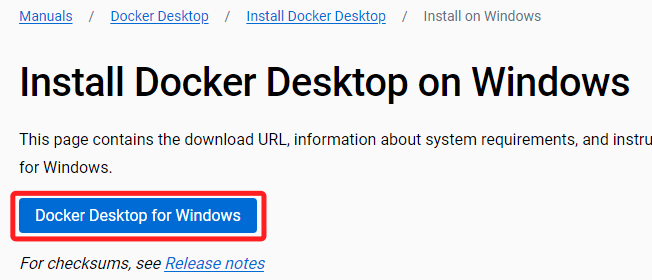 Manuals / Docker Desktop / Install Docker Desktop / Install on Windows
Install Docker Desktop on Windows
This page contains the download URL, information about system requirements, and instru
for Windows.
Docker Desktop for Windows
For checksums, see Release notes